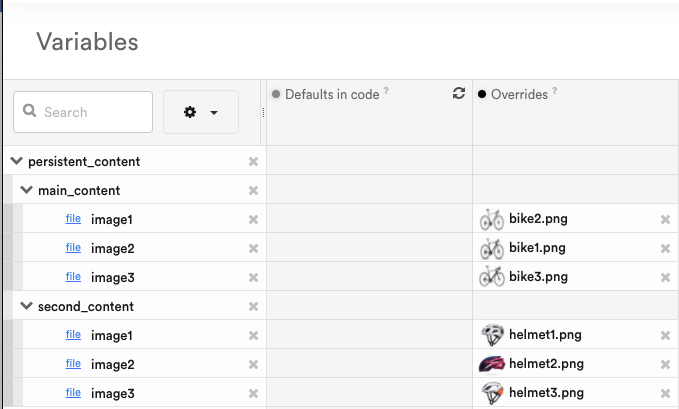 Variables
Search
Defaults in code ?
Overrides ?
persistent_content
main_content
file image1 bike2.png
file image2 bike1.png
file image3 bike3.png
second_content
file image1 helmet1.png
file image2 helmet2.png
file image3 helmet3.png